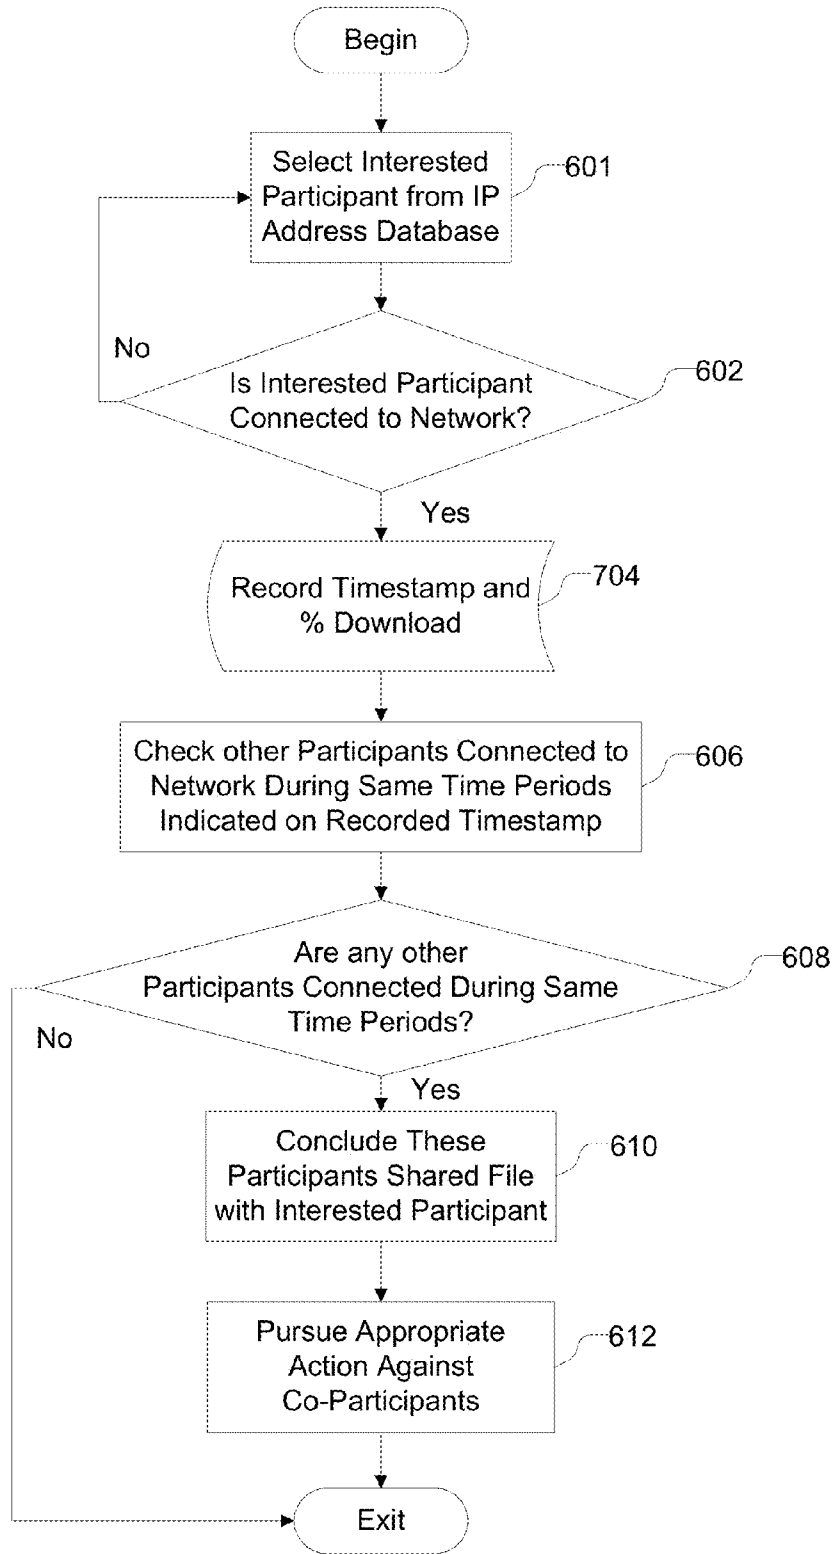 Begin
Select Interested
Participant from IP
Address Database
601
No
Is Interested Participant
Connected to Network?
602
Yes
Record Timestamp and
% Download
704
Check other Participants Connected to
Network During Same Time Periods
Indicated on Recorded Timestamp
606
Are any other
Participants Connected During Same
Time Periods?
608
No
Yes
Conclude These
Participants Shared File
with Interested Participant
610
Pursue Appropriate
Action Against
Co-Participants
612
Exit